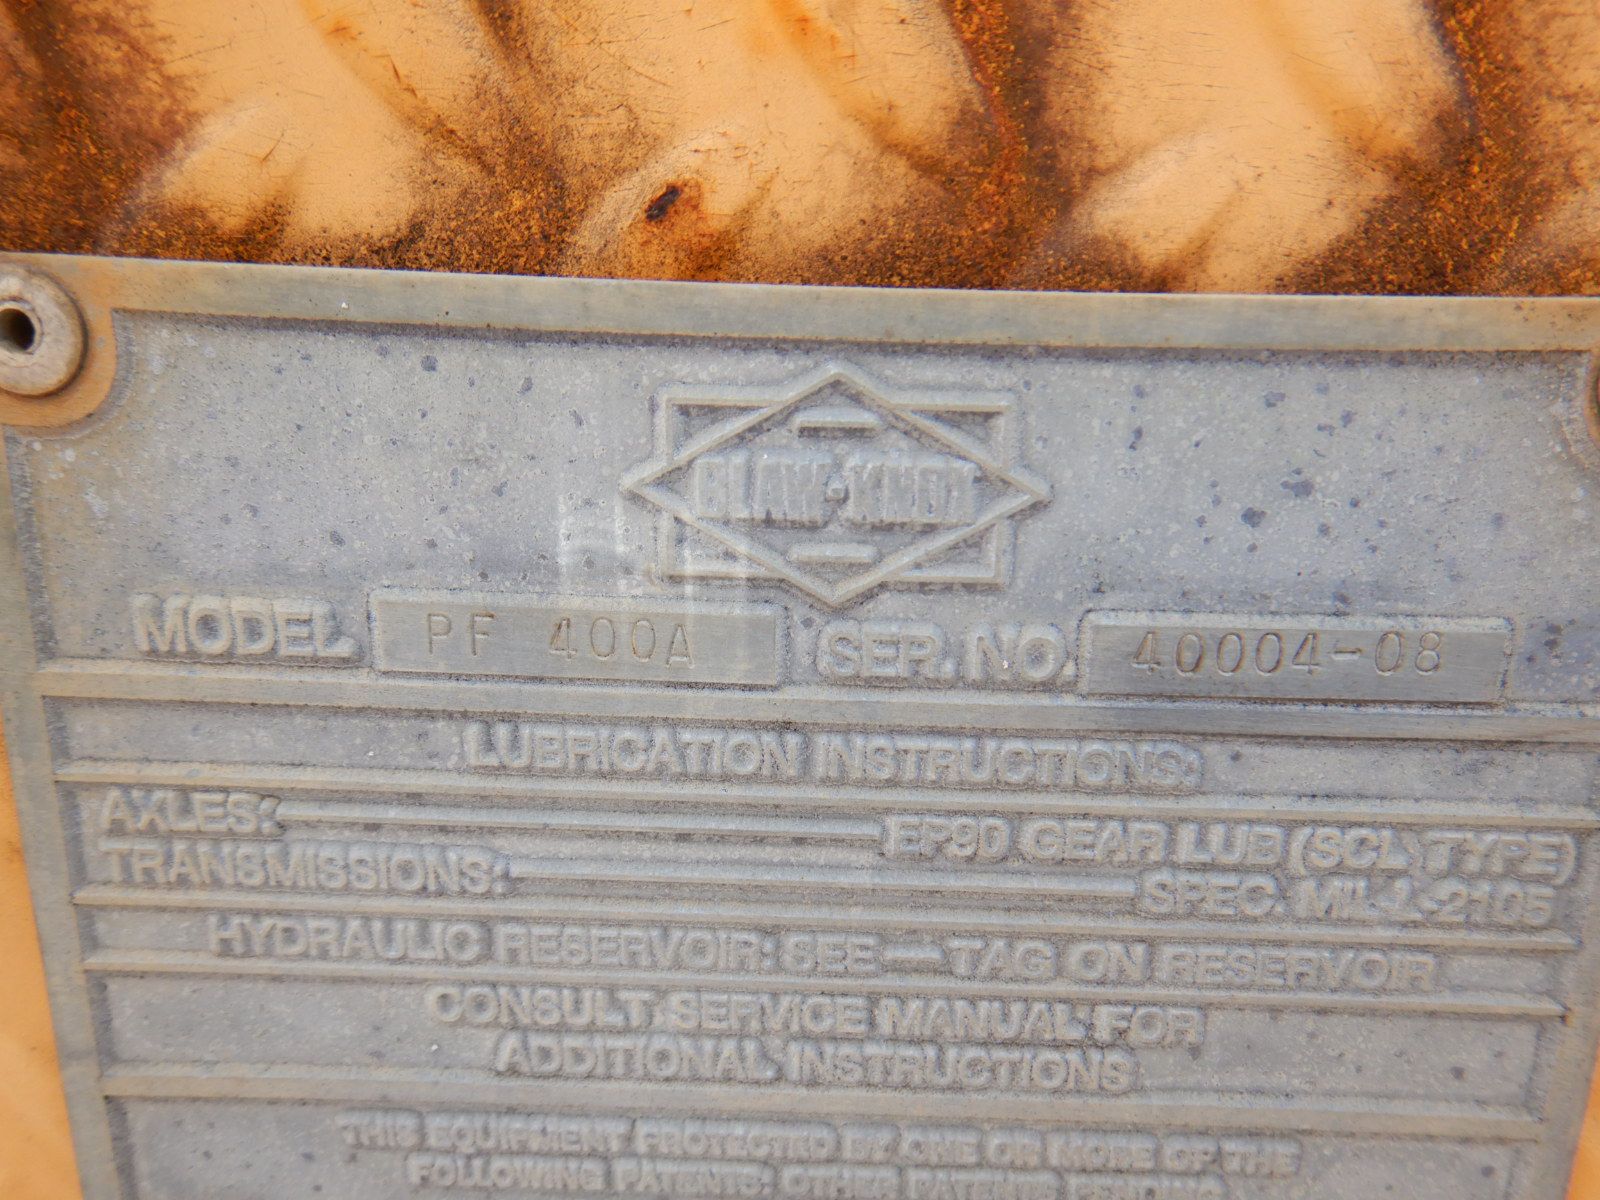 BLAW-KNOX
MODEL PF 400A SER. NO. 40004-08
LUBRICATION INSTRUCTIONS:
AXLES: EP90 GEAR LUB (SCL TYPE)
TRANSMISSIONS: SPEC. MIL-L-2105
HYDRAULIC RESERVOIR: SEE — TAG ON RESERVOIR
CONSULT SERVICE MANUAL FOR
ADDITIONAL INSTRUCTIONS
THIS EQUIPMENT PROTECTED BY ONE OR MORE OF THE
FOLLOWING PATENTS: OTHER PATENTS PENDING